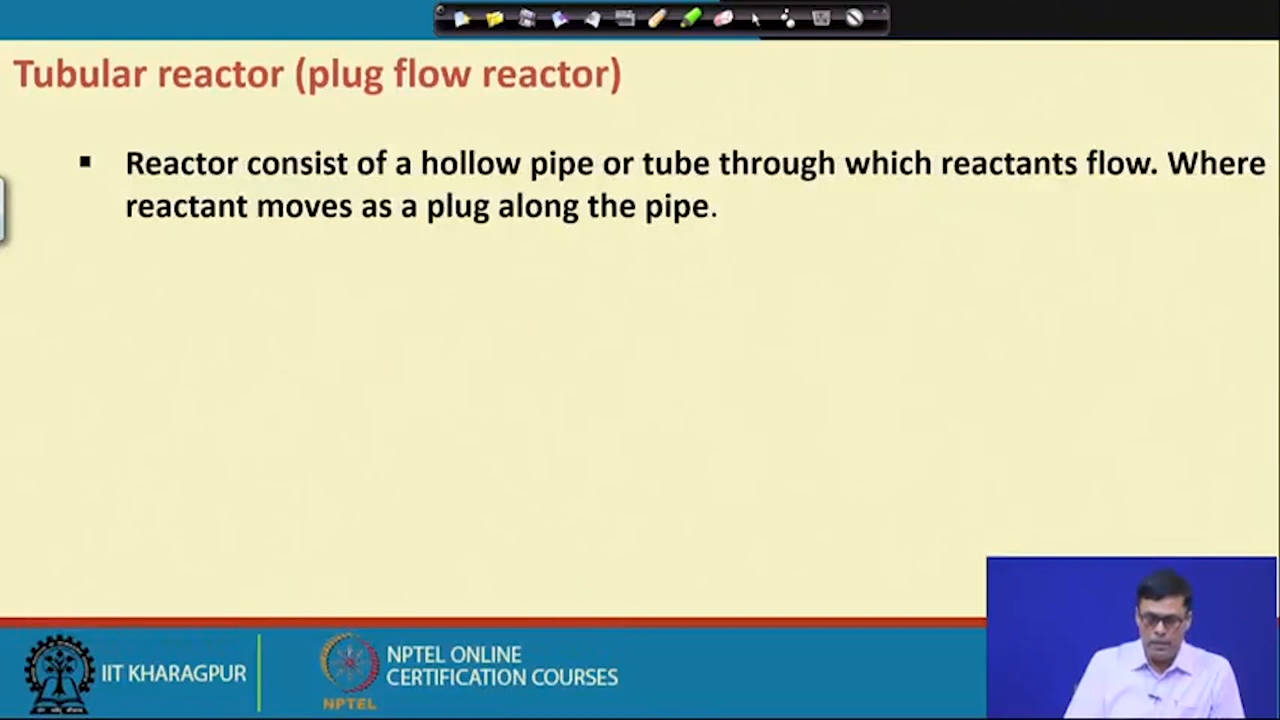 Tubular reactor (plug flow reactor)
▪ Reactor consist of a hollow pipe or tube through which reactants flow. Where
reactant moves as a plug along the pipe.
IIT KHARAGPUR
NPTEL
NPTEL ONLINE
CERTIFICATION COURSES